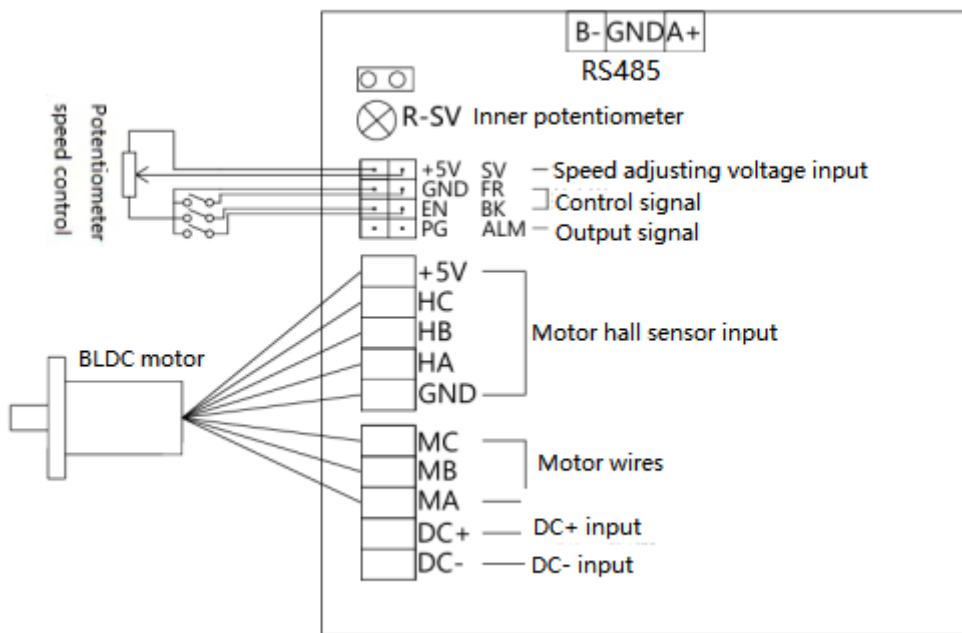 B- GND A+
RS485
R-SV Inner potentiometer
Potentiometer
speed control
+5V SV Speed adjusting voltage input
GND FR
Control signal
EN BK
PG ALM Output signal
+5V
HC
HB
Motor hall sensor input
HA
GND
BLDC motor
MC
MB
Motor wires
MA
DC+ DC+ input
DC- DC- input